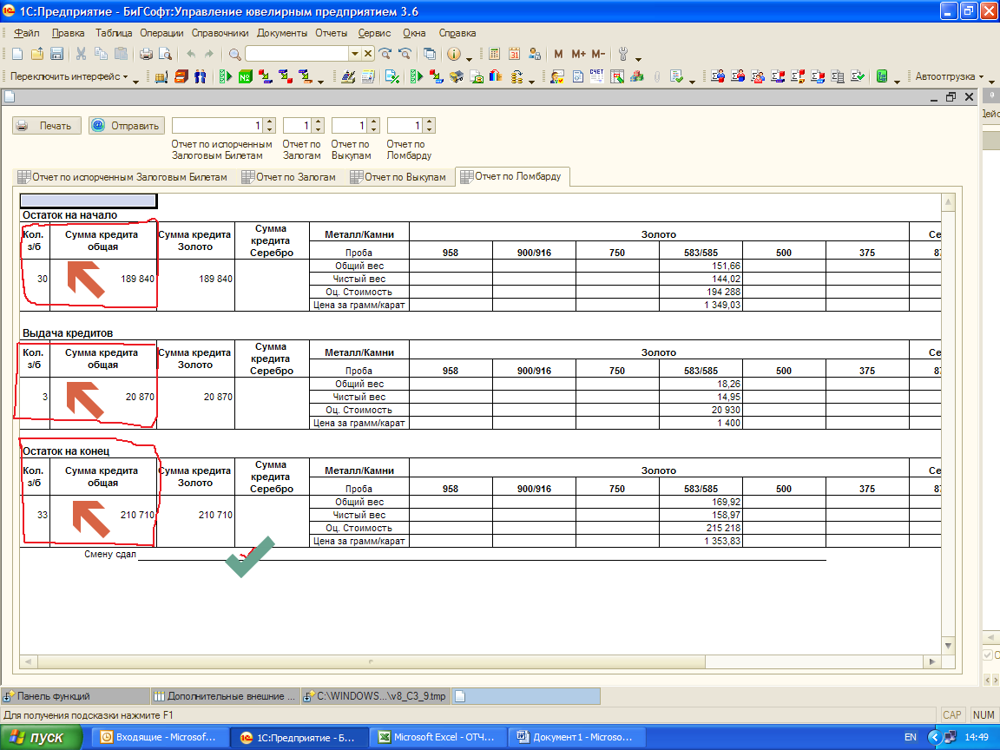 1С:Предприятие - БиГСофт:Управление ювелирным предприятием 3.6
Файл Правка Таблица Операции Справочники Документы Отчеты Сервис Окна Справка
M M+ M-
Переключить интерфейс СЧЕТ Автоотгрузка
Печать Отправить 1 1 1 1
Отчет по испорченным Отчет по Отчет по Отчет по
Залоговым Билетам Залогам Выкупам Ломбарду
Отчет по испорченным Залоговым Билетам Отчет по Залогам Отчет по Выкупам Отчет по Ломбарду
Остаток на начало
Кол. з/б Сумма кредита общая Сумма кредита Золото Сумма кредита Серебро Металл/Камни Золото Се
Проба 958 900/916 750 583/585 500 375 87
Общий вес 151,66
30 189 840 189 840 Чистый вес 144,02
Оц. Стоимость 194 288
Цена за грамм/карат 1 349,03
Выдача кредитов
Кол. з/б Сумма кредита общая Сумма кредита Золото Сумма кредита Серебро Металл/Камни Золото Се
Проба 958 900/916 750 583/585 500 375 87
Общий вес 18,26
3 20 870 20 870 Чистый вес 14,95
Оц. Стоимость 20 930
Цена за грамм/карат 1 400
Остаток на конец
Кол. з/б Сумма кредита общая Сумма кредита Золото Сумма кредита Серебро Металл/Камни Золото Се
Проба 958 900/916 750 583/585 500 375 87
Общий вес 169,92
33 210 710 210 710 Чистый вес 158,97
Оц. Стоимость 215 218
Цена за грамм/карат 1 353,83
Смену сдал
Панель функций Дополнительные внешние ... C:\WINDOWS...\v8_C3_9.tmp
Для получения подсказки нажмите F1 CAP NUM
пуск Входящие - Microsof... 1С:Предприятие - Б... Microsoft Excel - ОТЧ... Документ1 - Microso... EN 14:49